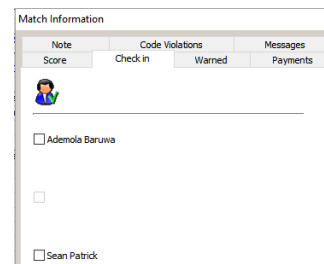 Match Information
Note Code Violations Messages
Score Check in Warned Payments
Ademola Baruwa
Sean Patrick